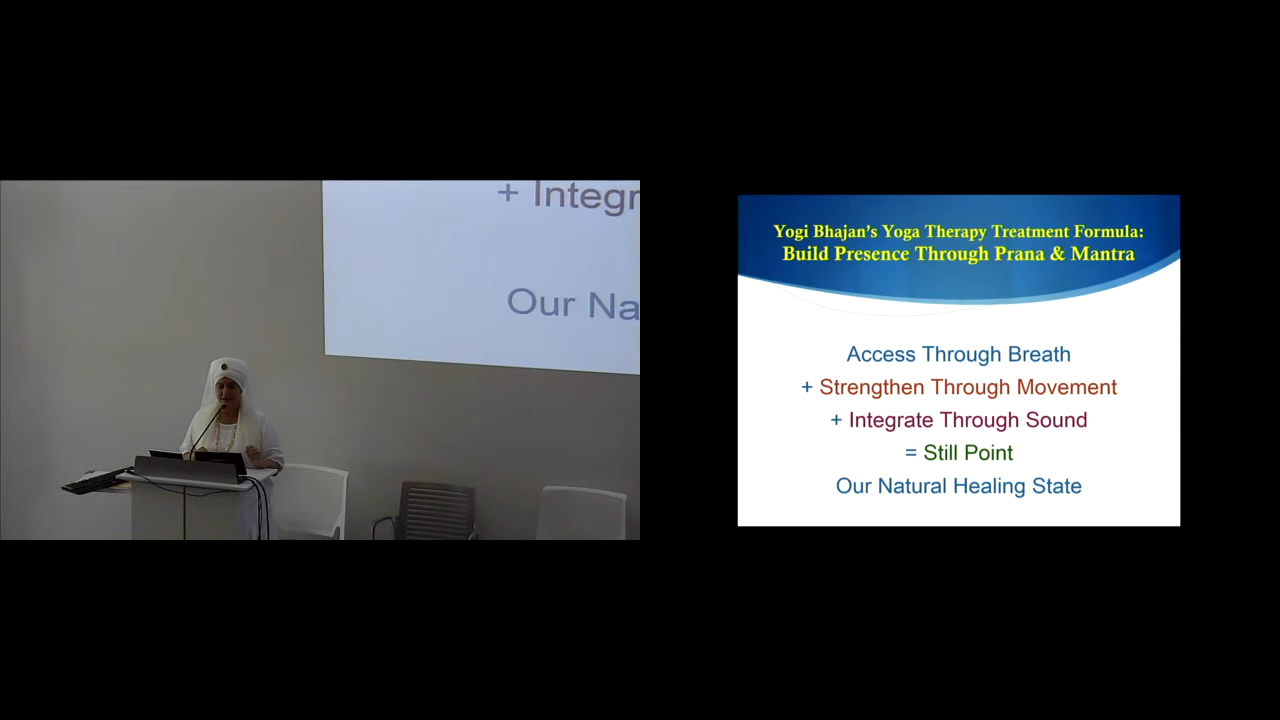 + Integr
Our Na
Yogi Bhajan's Yoga Therapy Treatment Formula:
Build Presence Through Prana & Mantra
Access Through Breath
+ Strengthen Through Movement
+ Integrate Through Sound
= Still Point
Our Natural Healing State